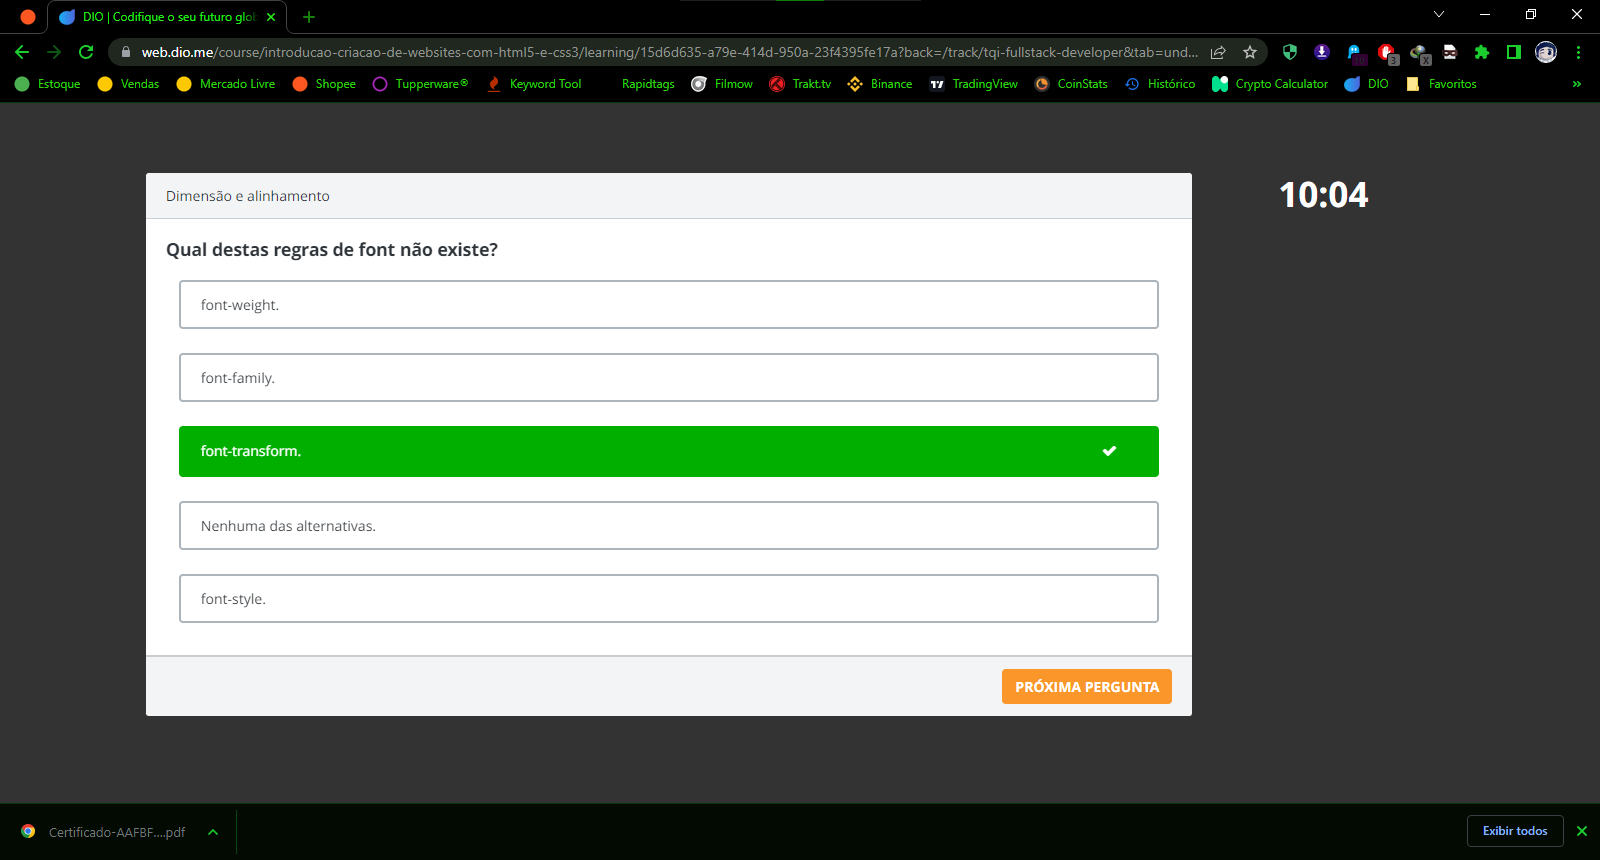 DIO | Codifique o seu futuro glob
web.dio.me/course/introducao-criacao-de-websites-com-html5-e-css3/learning/15d6d635-a79e-414d-950a-23f4395fe17a?back=/track/tqi-fullstack-developer&tab=und...
10
3
X
Estoque
Vendas
Mercado Livre
Shopee
Tupperware®
Keyword Tool
Rapidtags
Filmow
Trakt.tv
Binance
TradingView
CoinStats
Histórico
Crypto Calculator
DIO
Favoritos
»
Dimensão e alinhamento
10:04
Qual destas regras de font não existe?
font-weight.
font-family.
font-transform.
Nenhuma das alternativas.
font-style.
PRÓXIMA PERGUNTA
Certificado-AAFBF....pdf
Exibir todos